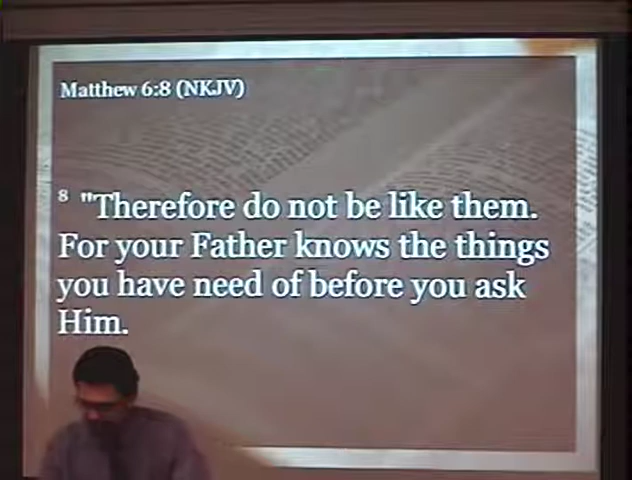 Matthew 6:8 (NKJV)
8 "Therefore do not be like them.
For your Father knows the things
you have need of before you ask
Him.